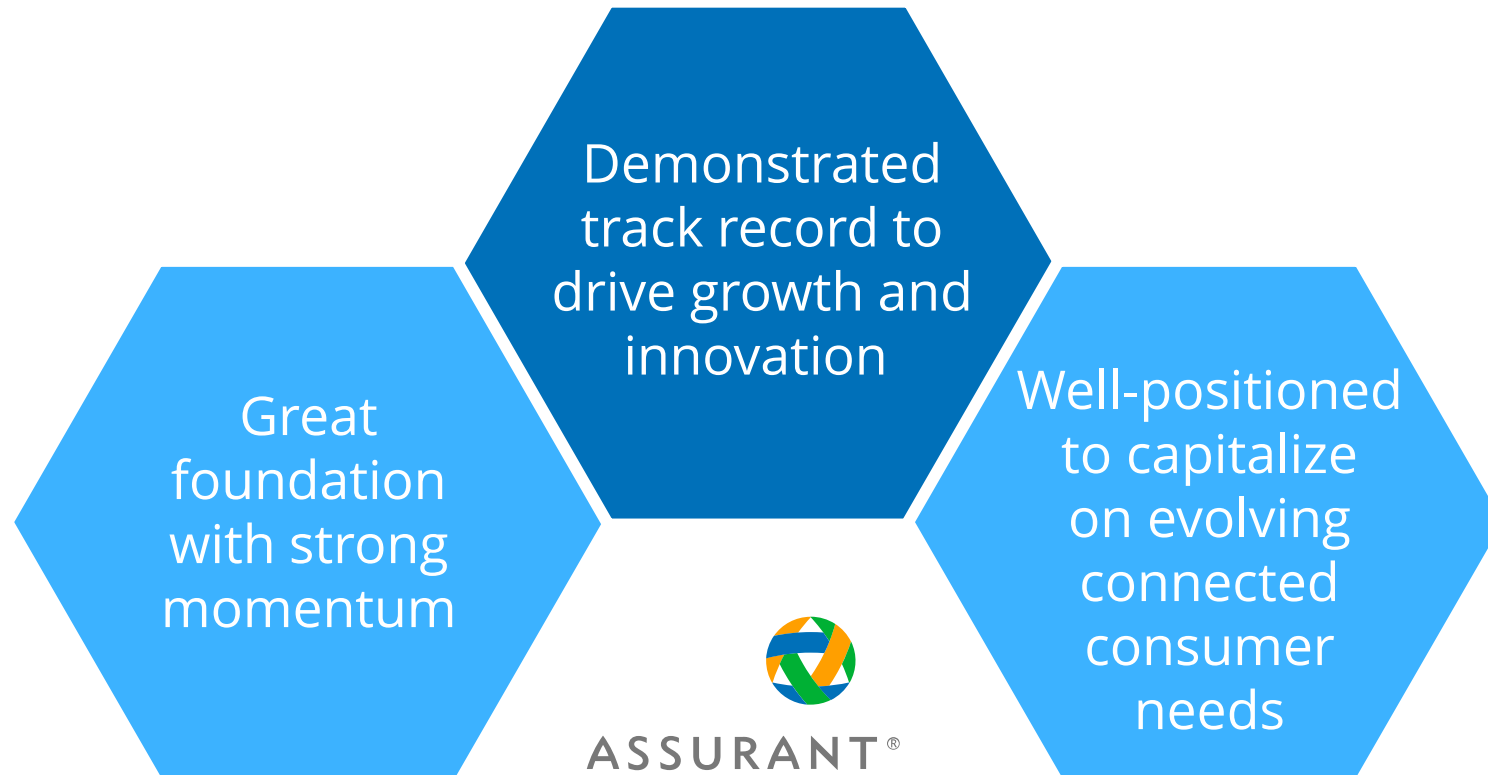 Demonstrated
track record to
drive growth and
innovation
Great
foundation
with strong
momentum
Well-positioned
to capitalize
on evolving
connected
consumer
needs
ASSURANT®